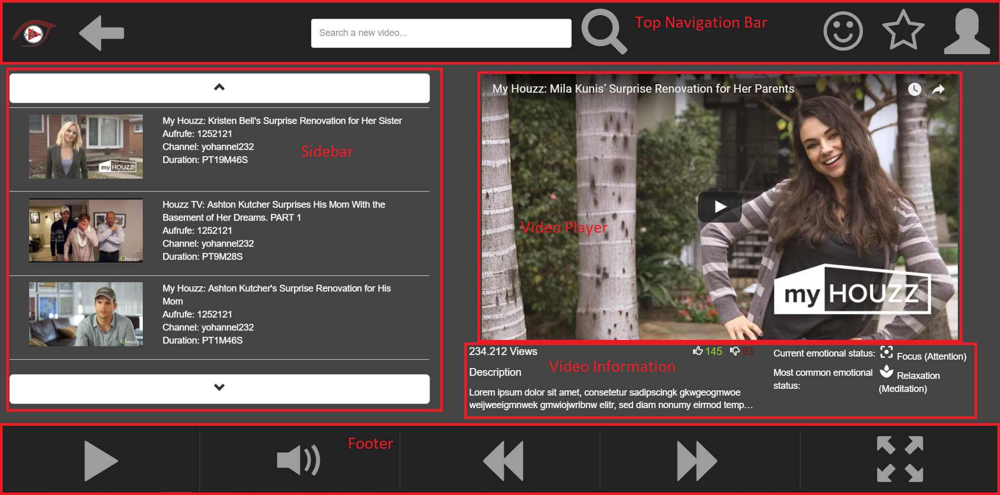 Search a new video...
Top Navigation Bar
My Houzz: Kristen Bell's Surprise Renovation for Her Sister
Aufrufe: 1252121
Channel: yohannel232
Duration: PT19M46S
Sidebar
my HOUZZ
Houzz TV: Ashton Kutcher Surprises His Mom With the
Basement of Her Dreams. PART 1
Aufrufe: 1252121
Channel: yohannel232
Duration: PT9M28S
houzz
My Houzz: Ashton Kutcher's Surprise Renovation for His
Mom
Aufrufe: 1252121
Channel: yohannel232
Duration: PT1M46S
houzz
My Houzz: Mila Kunis’ Surprise Renovation for Her Parents
Video Player
my HOUZZ
234.212 Views
145
93
Video Information
Description
Lorem ipsum dolor sit amet, consetetur sadipscingk gkwgeogmwoe
weijweeigmnwek gmwiojwribnw elitr, sed diam nonumy eirmod temp...
Current emotional status: Focus (Attention)
Most common emotional Relaxation
status: (Meditation)
Footer